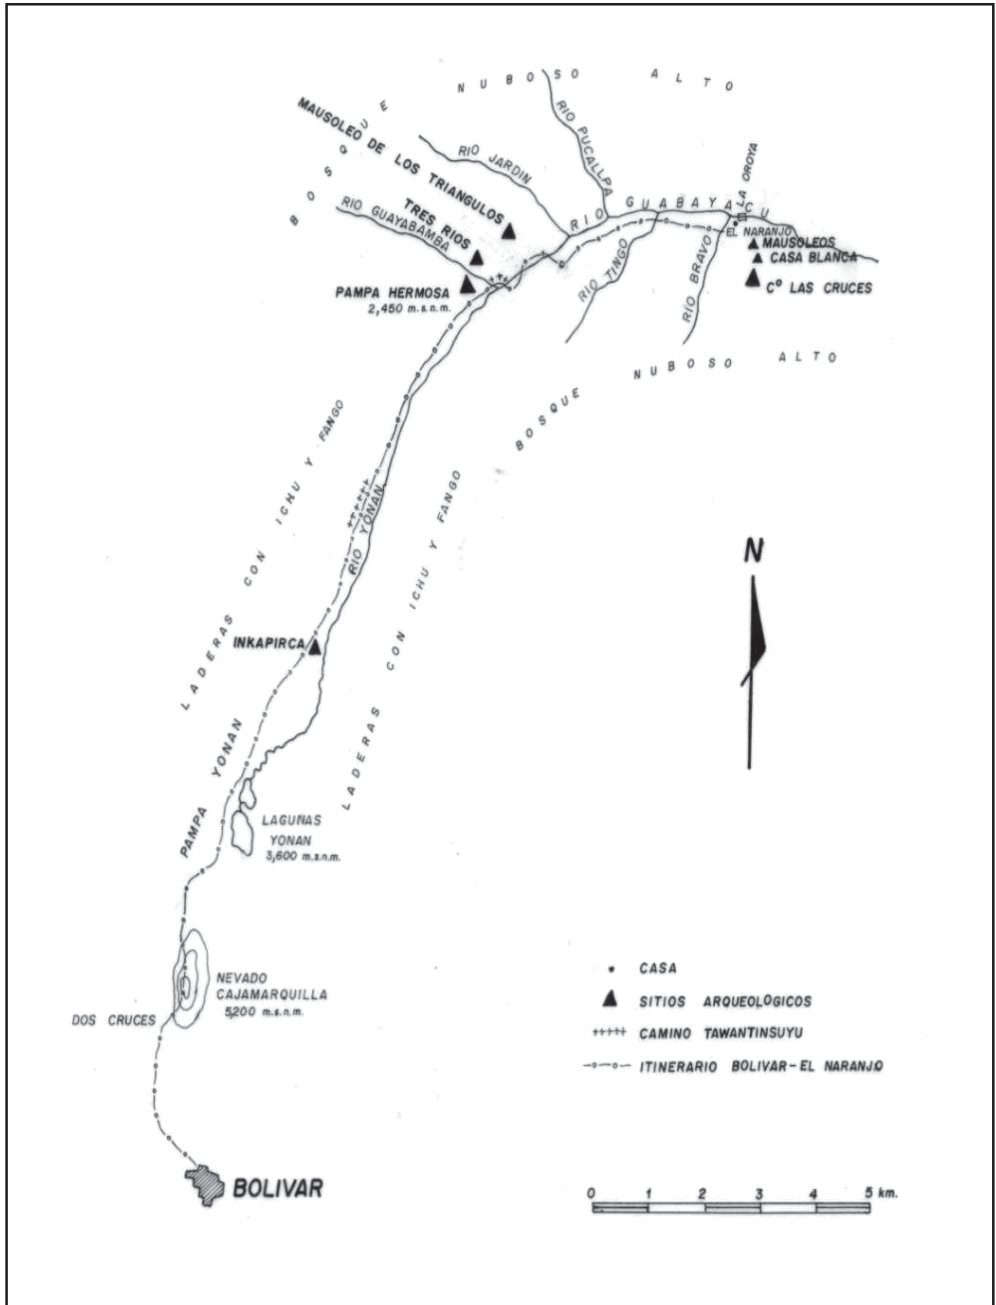 BOSQUE NUBOSO ALTO
MAUSOLEO DE LOS TRIANGULOS
RIO JARDIN
RIO PUCALLPA
LA OROYA
TRES RIOS
RIO GUAYABAMBA
RIO GUABAYACU
EL NARANJO
MAUSOLEOS
CASA BLANCA
Cº LAS CRUCES
RIO TINGO
RIO BRAVO
PAMPA HERMOSA
2,450 m.s.n.m.
BOSQUE NUBOSO ALTO
LADERAS CON ICHU Y FANGO
RIO YONAN
LADERAS CON ICHU Y FANGO
N
INKAPIRCA
PAMPA YONAN
LAGUNAS
YONAN
3,600 m.s.n.m.
NEVADO
CAJAMARQUILLA
5,200 m.s.n.m.
DOS CRUCES
BOLIVAR
CASA
SITIOS ARQUEOLOGICOS
CAMINO TAWANTINSUYU
ITINERARIO BOLIVAR-EL NARANJO
0 1 2 3 4 5 km.